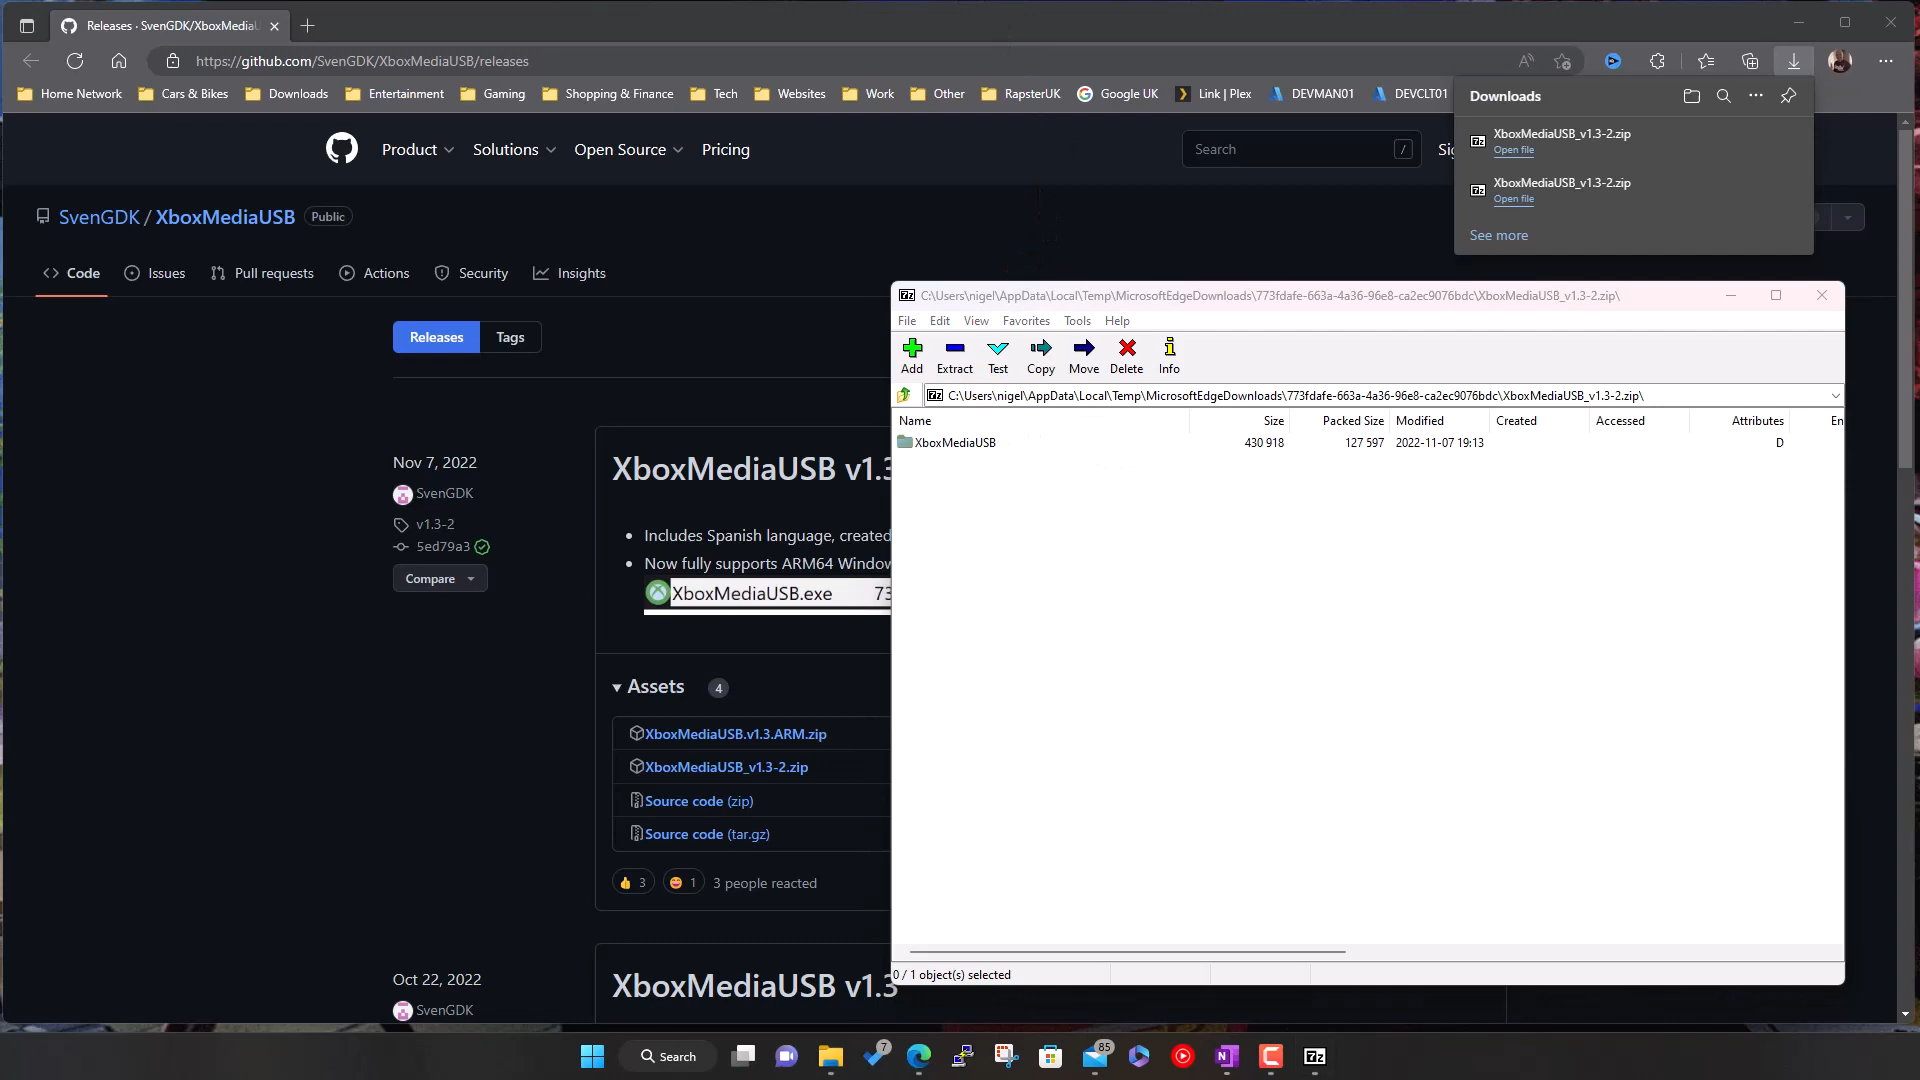 Releases · SvenGDK/XboxMediaU
https://github.com/SvenGDK/XboxMediaUSB/releases
Home Network
Cars & Bikes
Downloads
Entertainment
Gaming
Shopping & Finance
Tech
Websites
Work
Other
RapsterUK
Google UK
Link | Plex
DEVMAN01
DEVCLT01
Downloads
XboxMediaUSB_v1.3-2.zip
Open file
XboxMediaUSB_v1.3-2.zip
Open file
See more
Product
Solutions
Open Source
Pricing
Search
/
Sig
SvenGDK / XboxMediaUSB
Public
Code
Issues
Pull requests
Actions
Security
Insights
Releases
Tags
Nov 7, 2022
SvenGDK
v1.3-2
5ed79a3
Compare
XboxMediaUSB v1.3
Includes Spanish language, created
Now fully supports ARM64 Window
XboxMediaUSB.exe 73
Assets 4
XboxMediaUSB.v1.3.ARM.zip
XboxMediaUSB_v1.3-2.zip
Source code (zip)
Source code (tar.gz)
3
1
3 people reacted
Oct 22, 2022
SvenGDK
XboxMediaUSB v1.3
7z C:\Users\nigel\AppData\Local\Temp\MicrosoftEdgeDownloads\773fdafe-663a-4a36-96e8-ca2ec9076bdc\XboxMediaUSB_v1.3-2.zip\
File Edit View Favorites Tools Help
Add Extract Test Copy Move Delete Info
7z C:\Users\nigel\AppData\Local\Temp\MicrosoftEdgeDownloads\773fdafe-663a-4a36-96e8-ca2ec9076bdc\XboxMediaUSB_v1.3-2.zip\
Name Size Packed Size Modified Created Accessed Attributes En
XboxMediaUSB 430 918 127 597 2022-11-07 19:13 D
0 / 1 object(s) selected
Search
7
85
N
7z